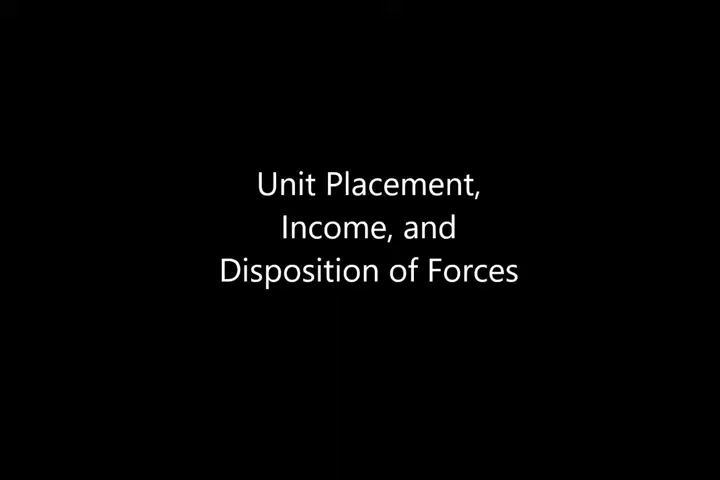 Unit Placement,
Income, and
Disposition of Forces